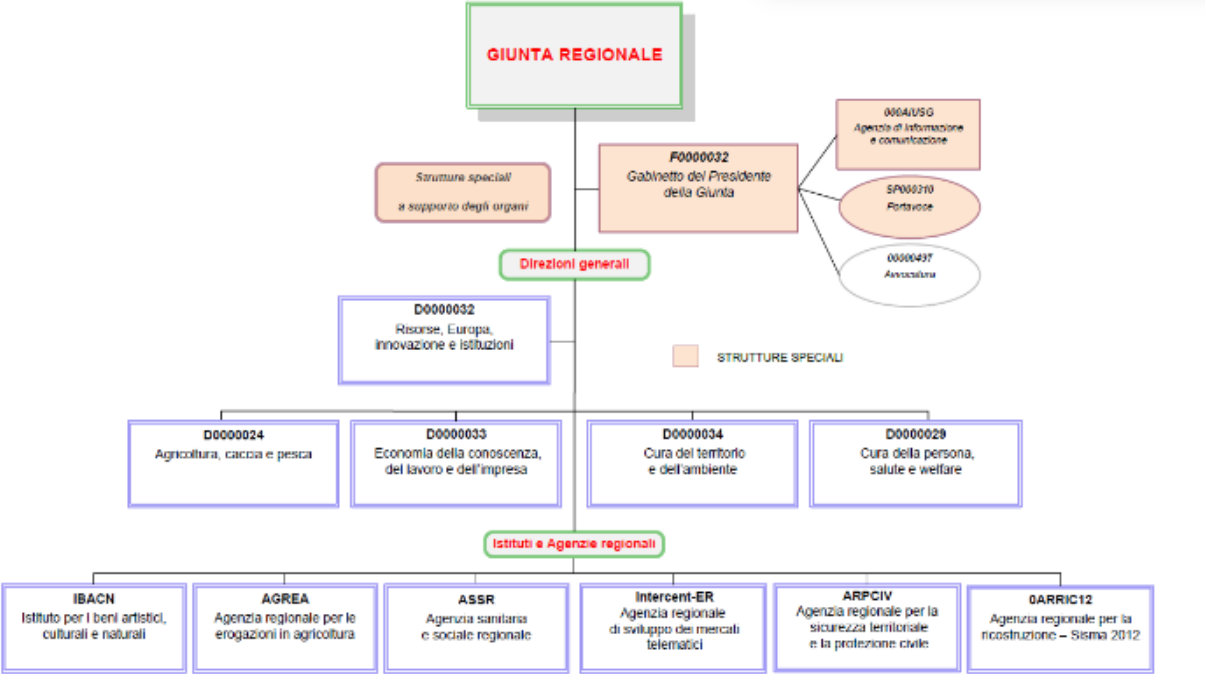 GIUNTA REGIONALE
000AIUSG
Agenzia di informazione
e comunicazione
F0000032
Gabinetto del Presidente
della Giunta
Strutture speciali
a supporto degli organi
SP000310
Portavoce
00000497
Avvocatura
Direzioni generali
D0000032
Risorse, Europa,
innovazione e istituzioni
STRUTTURE SPECIALI
D0000024
Agricoltura, caccia e pesca
D0000033
Economia della conoscenza,
del lavoro e dell'impresa
D0000034
Cura del territorio
e dell'ambiente
D0000029
Cura della persona,
salute e welfare
Istituti e Agenzie regionali
IBACN
Istituto per i beni artistici,
culturali e naturali
AGREA
Agenzia regionale per le
erogazioni in agricoltura
ASSR
Agenzia sanitaria
e sociale regionale
Intercent-ER
Agenzia regionale
di sviluppo dei mercati
telematici
ARPCIV
Agenzia regionale per la
sicurezza territoriale
e la protezione civile
0ARRIC12
Agenzia regionale per la
ricostruzione – Sisma 2012